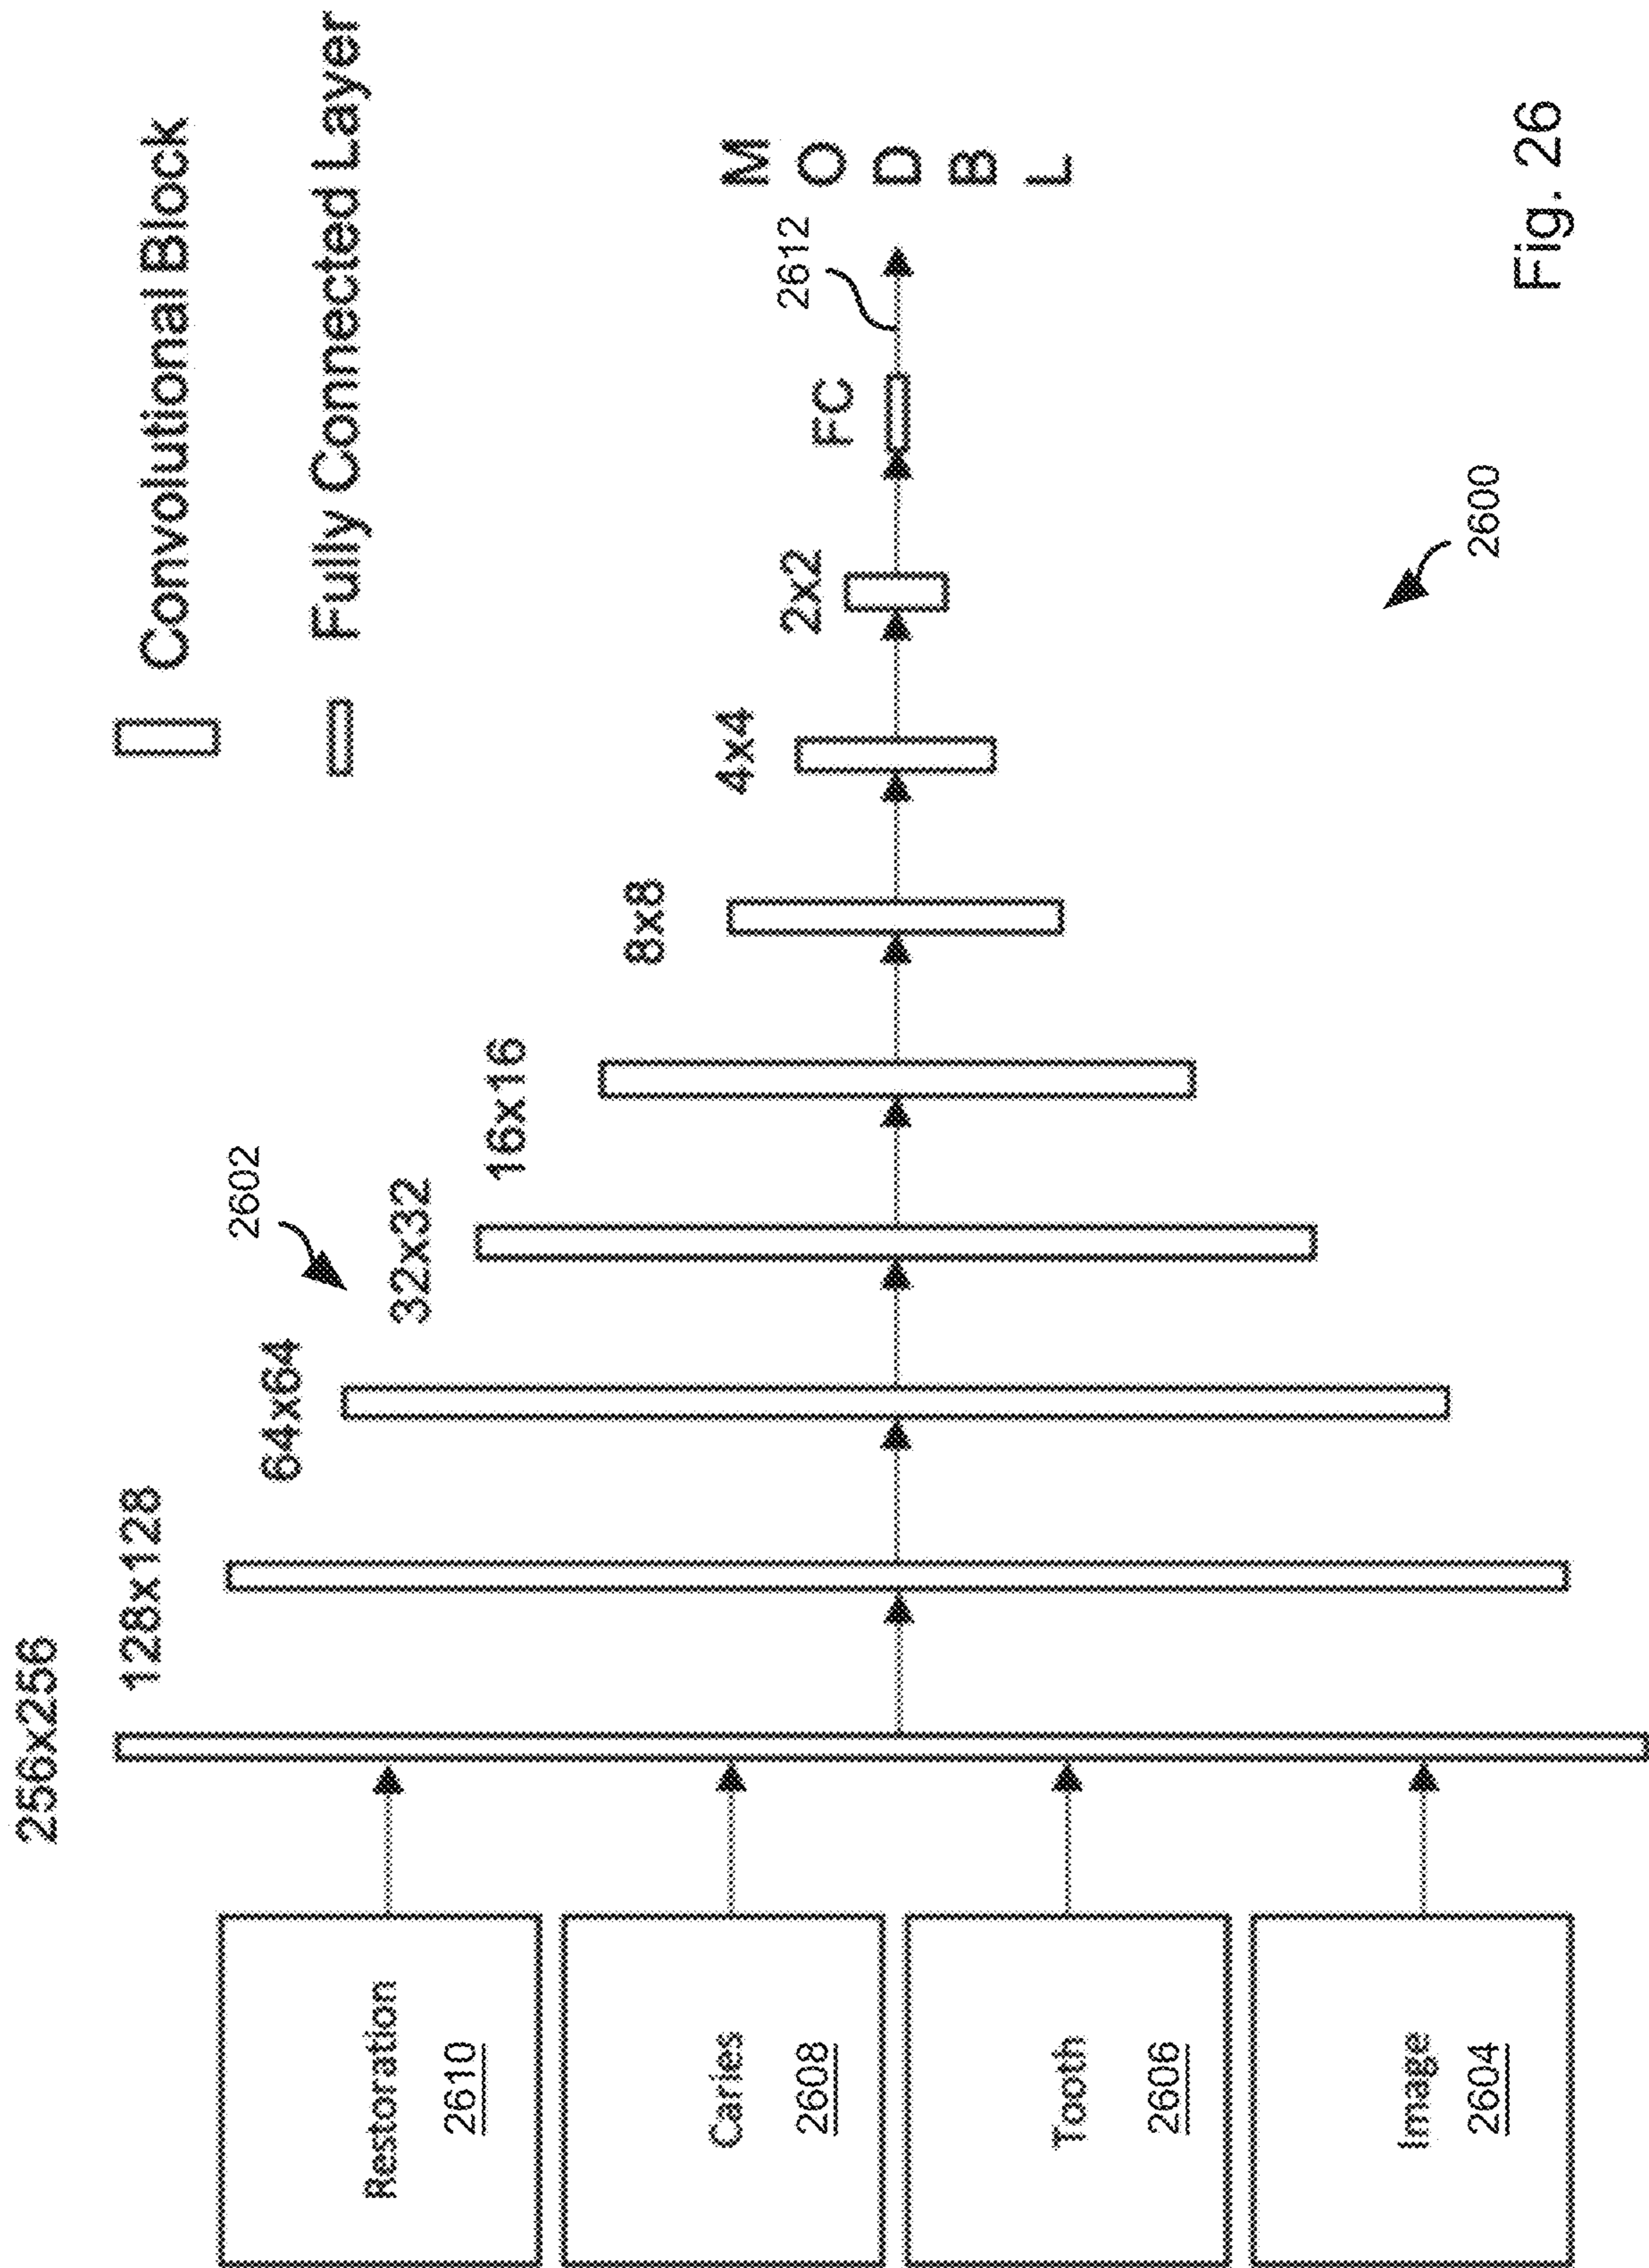 Convolutional Block
Fully Connected Layer
256x256
128x128
64x64
2602
32x32
16x16
8x8
4x4
2x2
FC
2612
M
O
D
B
L
Restoration
2610
Caries
2608
Tooth
2606
Image
2604
2600
Fig. 26